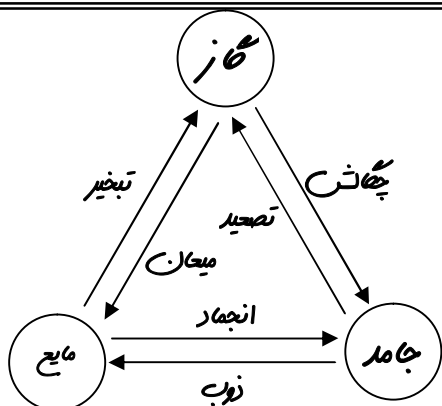 گاز
چگالش
تبخیر
تصعید
میعان
انجماد
جامد
مایع
ذوب